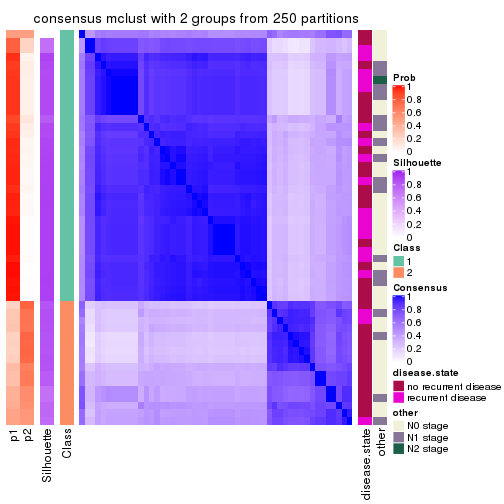 consensus mclust with 2 groups from 250 partitions
Prob
1
0.8
0.6
0.4
0.2
0
Silhouette
1
0.8
0.6
0.4
0.2
0
Class
1
2
Consensus
1
0.8
0.6
0.4
0.2
0
disease.state
no recurrent disease
recurrent disease
other
N0 stage
N1 stage
N2 stage
p1
p2
Silhouette
Class
disease.state
other